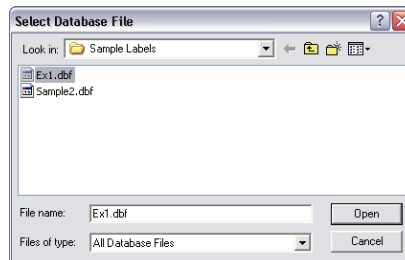 Select Database File
Look in: Sample Labels
Ex1.dbf
Sample2.dbf
File name: Ex1.dbf Open
Files of type: All Database Files Cancel